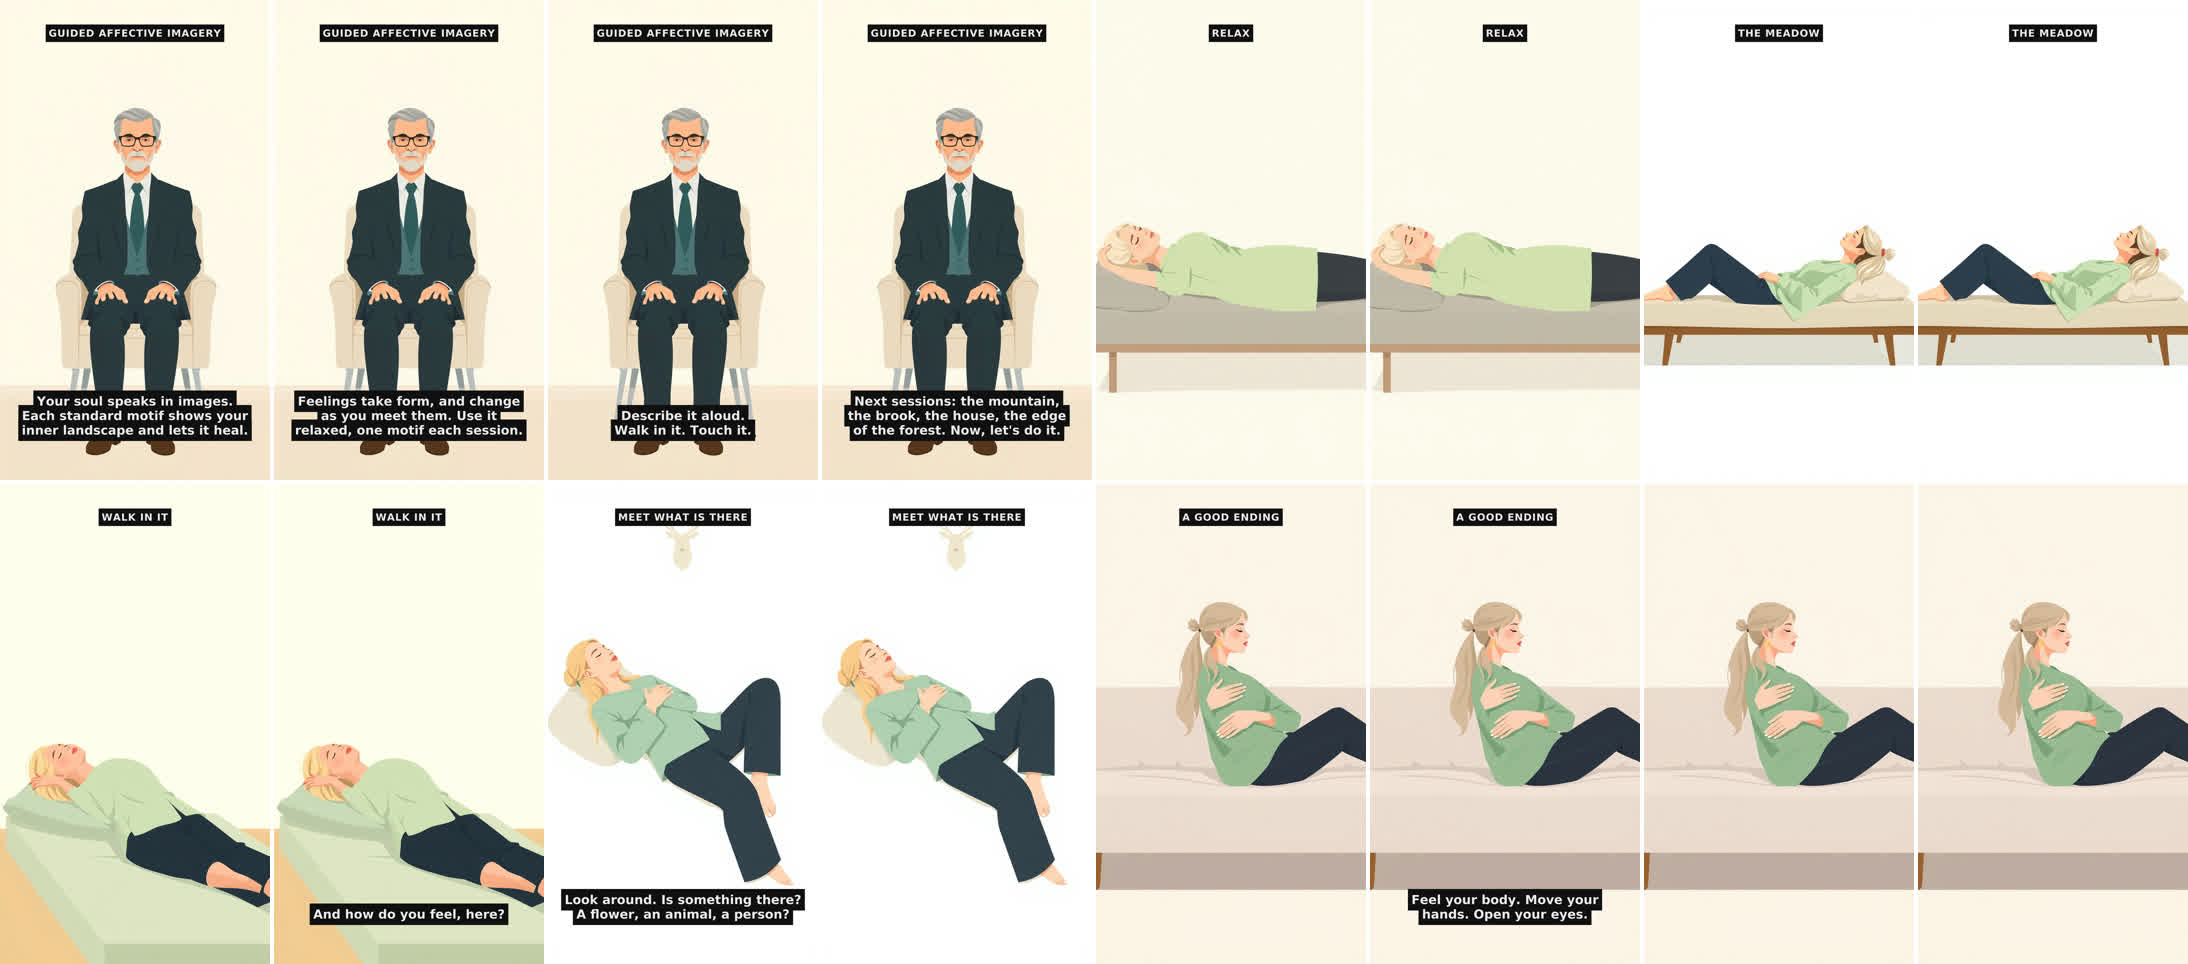 GUIDED AFFECTIVE IMAGERY
Your soul speaks in images.
Each standard motif shows your
inner landscape and lets it heal.
GUIDED AFFECTIVE IMAGERY
Feelings take form, and change
as you meet them. Use it
relaxed, one motif each session.
GUIDED AFFECTIVE IMAGERY
Describe it aloud.
Walk in it. Touch it.
GUIDED AFFECTIVE IMAGERY
Next sessions: the mountain,
the brook, the house, the edge
of the forest. Now, let's do it.
RELAX
RELAX
THE MEADOW
THE MEADOW
WALK IN IT
WALK IN IT
And how do you feel, here?
MEET WHAT IS THERE
Look around. Is something there?
A flower, an animal, a person?
MEET WHAT IS THERE
A GOOD ENDING
A GOOD ENDING
Feel your body. Move your
hands. Open your eyes.